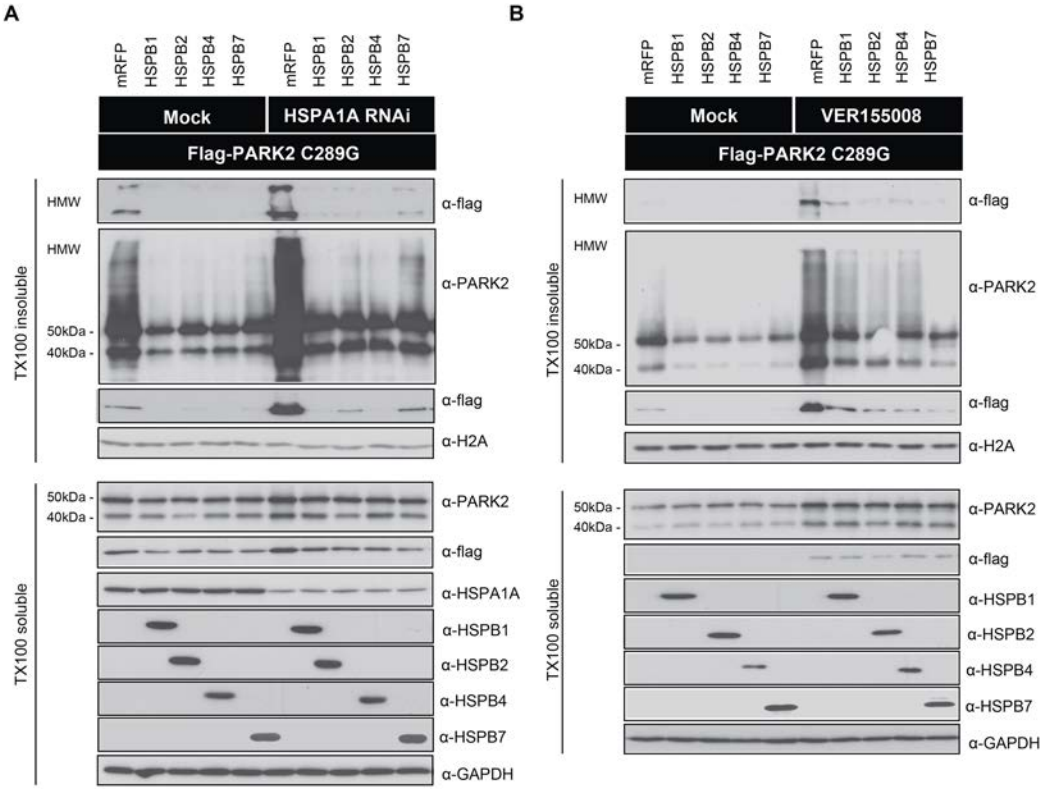 A
mRFP HSPB1 HSPB2 HSPB4 HSPB7 mRFP HSPB1 HSPB2 HSPB4 HSPB7
Mock HSPA1A RNAi
Flag-PARK2 C289G
TX100 insoluble
HMW α-flag
HMW
α-PARK2
50kDa -
40kDa -
α-flag
α-H2A
TX100 soluble
50kDa - α-PARK2
40kDa -
α-flag
α-HSPA1A
α-HSPB1
α-HSPB2
α-HSPB4
α-HSPB7
α-GAPDH
B
mRFP HSPB1 HSPB2 HSPB4 HSPB7 mRFP HSPB1 HSPB2 HSPB4 HSPB7
Mock VER155008
Flag-PARK2 C289G
TX100 insoluble
HMW α-flag
HMW
α-PARK2
50kDa -
40kDa -
α-flag
α-H2A
TX100 soluble
50kDa - α-PARK2
40kDa -
α-flag
α-HSPB1
α-HSPB2
α-HSPB4
α-HSPB7
α-GAPDH